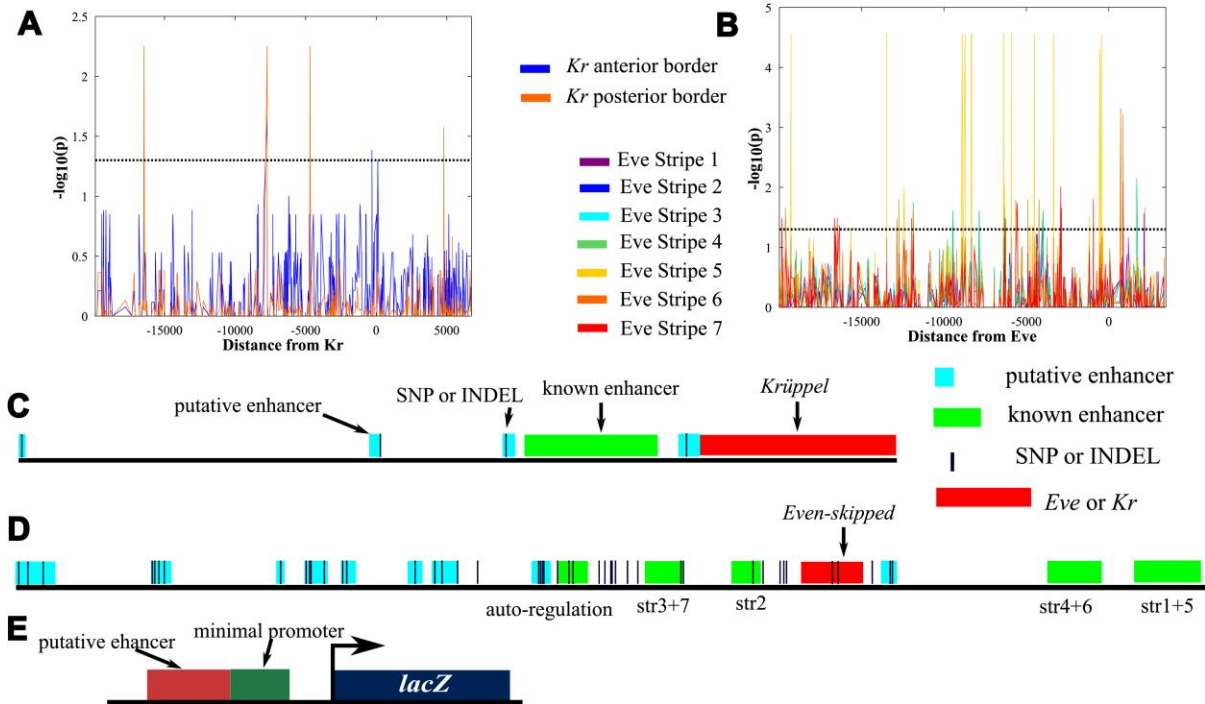 A
2.5
2
1.5
1
0.5
0
-log10(p)
-15000 -10000 -5000 0 5000
Distance from Kr
Kr anterior border
Kr posterior border
Eve Stripe 1
Eve Stripe 2
Eve Stripe 3
Eve Stripe 4
Eve Stripe 5
Eve Stripe 6
Eve Stripe 7
B
5
4
3
2
1
0
-log10(p)
-15000 -10000 -5000 0
Distance from Eve
putative enhancer
known enhancer
SNP or INDEL
Eve or Kr
C
putative enhancer
SNP or INDEL
known enhancer
Krüppel
D
Even-skipped
auto-regulation
str3+7
str2
str4+6
str1+5
E
putative ehancer
minimal promoter
lacZ